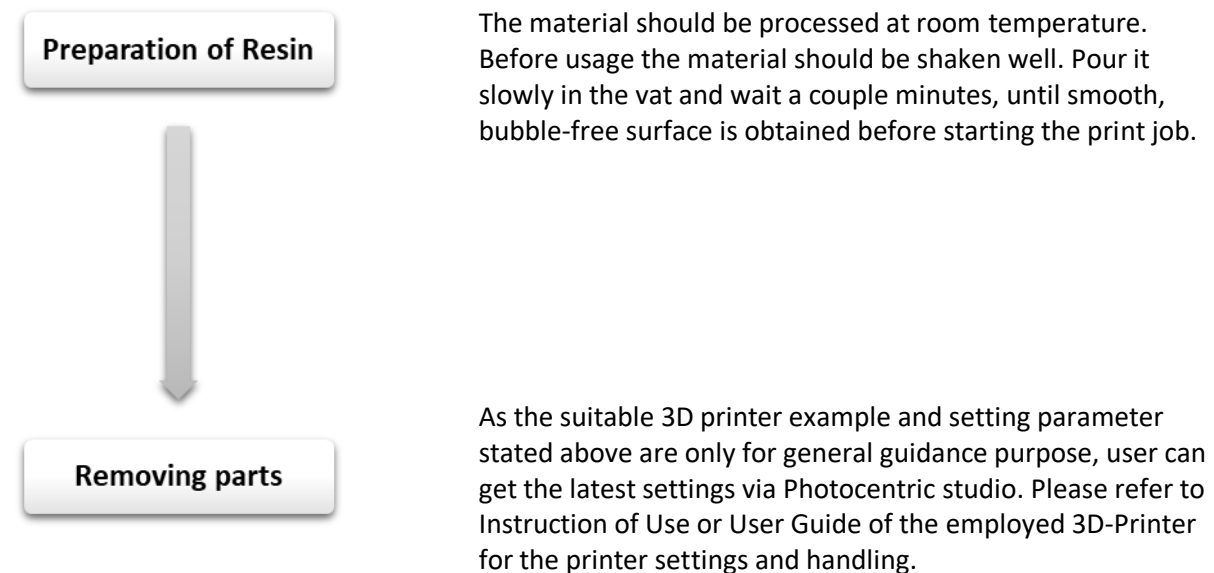 Preparation of Resin
The material should be processed at room temperature.
Before usage the material should be shaken well. Pour it
slowly in the vat and wait a couple minutes, until smooth,
bubble-free surface is obtained before starting the print job.
Removing parts
As the suitable 3D printer example and setting parameter
stated above are only for general guidance purpose, user can
get the latest settings via Photocentric studio. Please refer to
Instruction of Use or User Guide of the employed 3D-Printer
for the printer settings and handling.